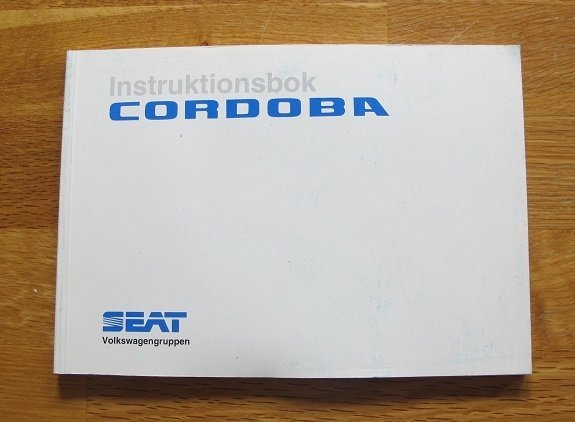 Instruktionsbok
CORDOBA
SEAT
Volkswagengruppen